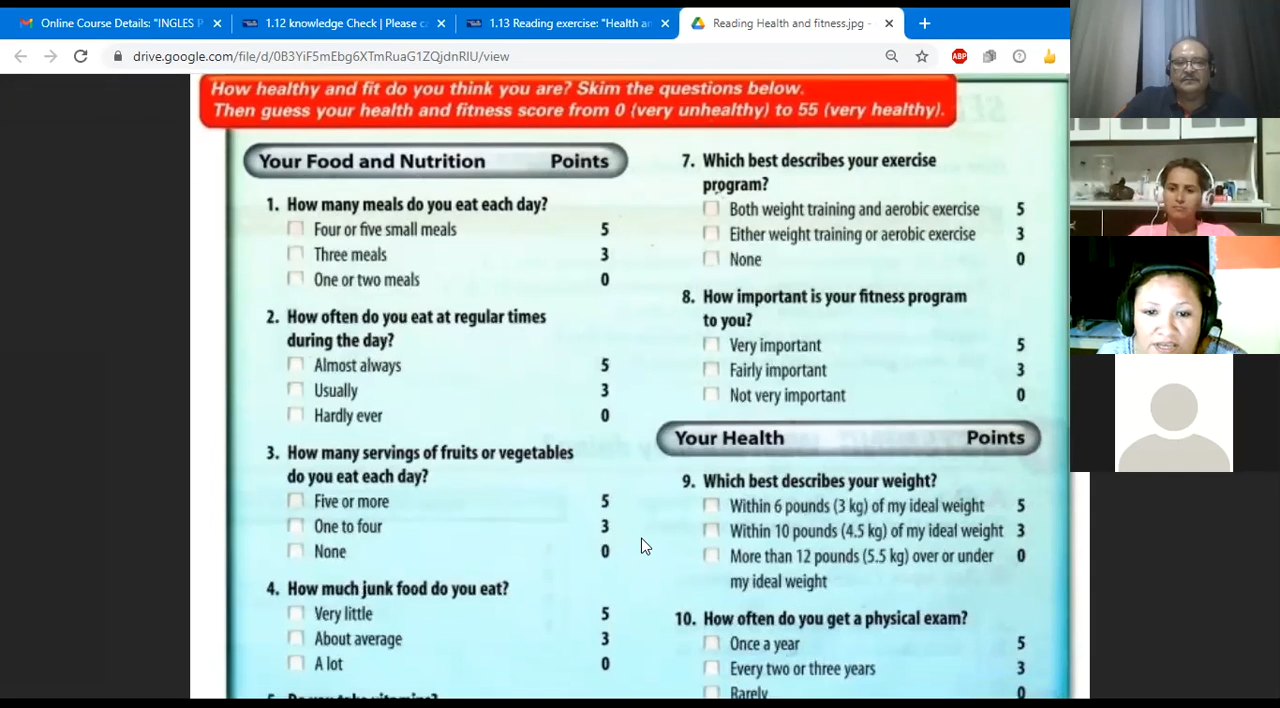 Online Course Details: "INGLES P
1.12 knowledge Check | Please ca
1.13 Reading exercise: "Health an
Reading Health and fitness.jpg -
drive.google.com/file/d/0B3YiF5mEbg6XTmRuaG1ZQjdnRlU/view
ABP
How healthy and fit do you think you are? Skim the questions below.
Then guess your health and fitness score from 0 (very unhealthy) to 55 (very healthy).
Your Food and Nutrition Points
1. How many meals do you eat each day?
Four or five small meals 5
Three meals 3
One or two meals 0
2. How often do you eat at regular times
during the day?
Almost always 5
Usually 3
Hardly ever 0
3. How many servings of fruits or vegetables
do you eat each day?
Five or more 5
One to four 3
None 0
4. How much junk food do you eat?
Very little 5
About average 3
A lot 0
7. Which best describes your exercise
program?
Both weight training and aerobic exercise 5
Either weight training or aerobic exercise 3
None 0
8. How important is your fitness program
to you?
Very important 5
Fairly important 3
Not very important 0
Your Health Points
9. Which best describes your weight?
Within 6 pounds (3 kg) of my ideal weight 5
Within 10 pounds (4.5 kg) of my ideal weight 3
More than 12 pounds (5.5 kg) over or under 0
my ideal weight
10. How often do you get a physical exam?
Once a year 5
Every two or three years 3
Rarely 0